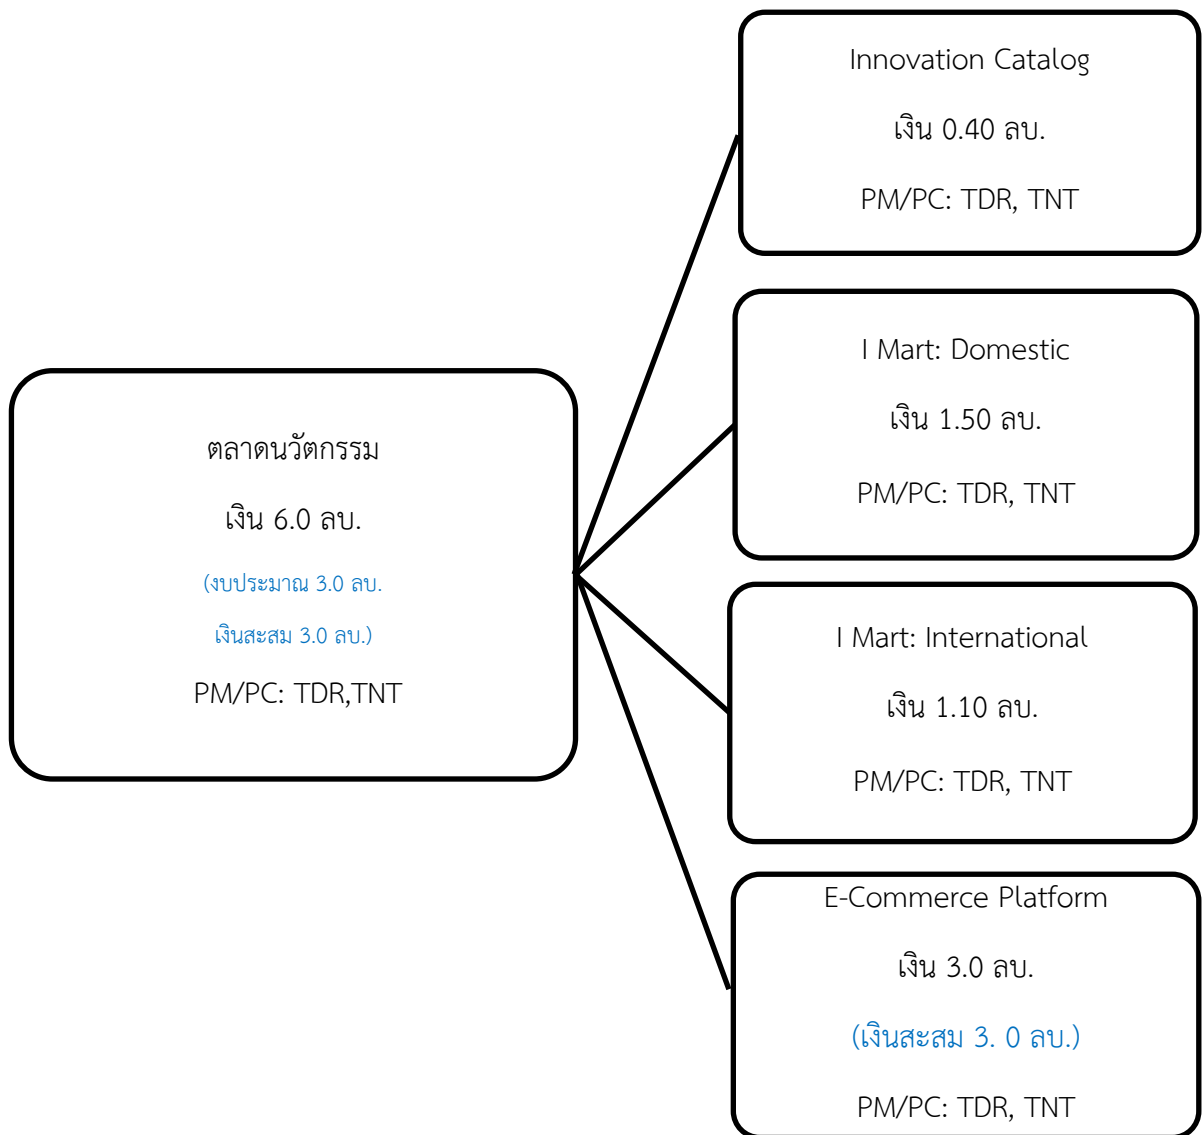 ตลาดนวัตกรรม
เงิน 6.0 ลบ.
(งบประมาณ 3.0 ลบ.
เงินสะสม 3.0 ลบ.)
PM/PC: TDR,TNT
Innovation Catalog
เงิน 0.40 ลบ.
PM/PC: TDR, TNT
I Mart: Domestic
เงิน 1.50 ลบ.
PM/PC: TDR, TNT
I Mart: International
เงิน 1.10 ลบ.
PM/PC: TDR, TNT
E-Commerce Platform
เงิน 3.0 ลบ.
(เงินสะสม 3. 0 ลบ.)
PM/PC: TDR, TNT